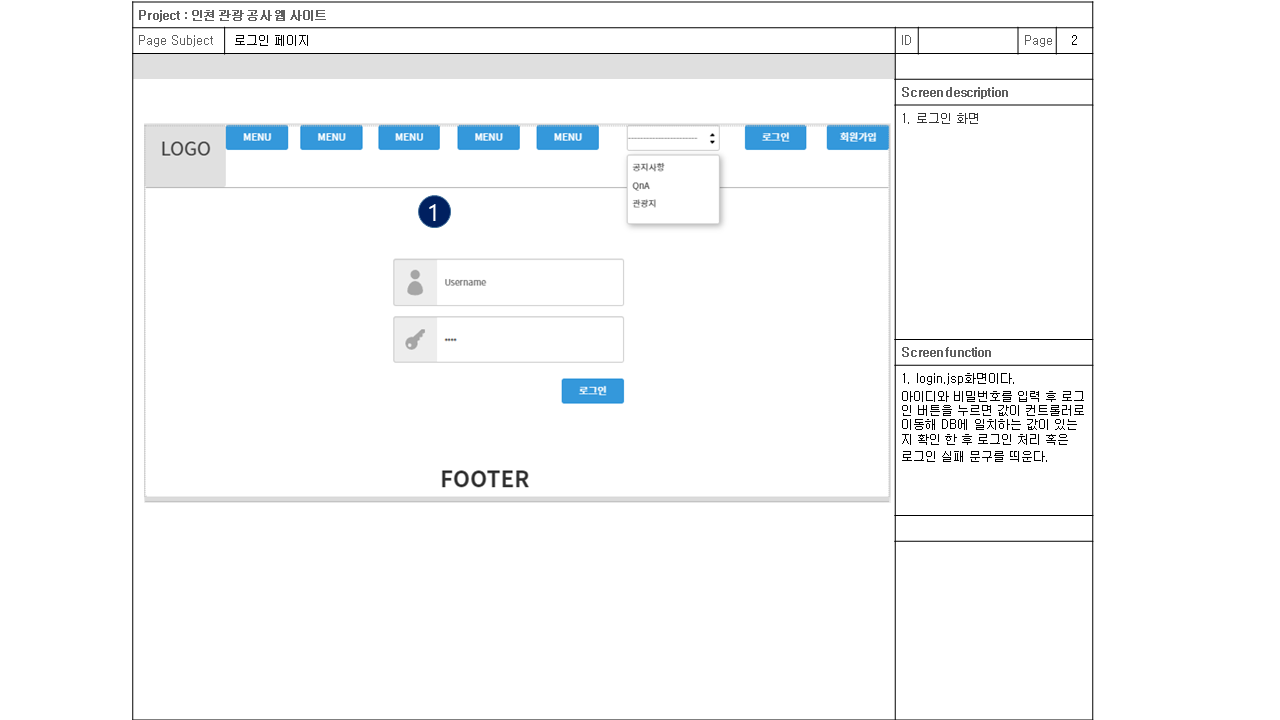 Project : 인천 관광 공사 웹 사이트
Page Subject 로그인 페이지 ID Page 2
Screen description
1. 로그인 화면
LOGO MENU MENU MENU MENU MENU ------------------------ 로그인 회원가입
공지사항
QnA
관광지
1
Username
****
로그인
FOOTER
Screen function
1. login.jsp화면이다.
아이디와 비밀번호를 입력 후 로그
인 버튼을 누르면 값이 컨트롤러로
이동해 DB에 일치하는 값이 있는
지 확인 한 후 로그인 처리 혹은
로그인 실패 문구를 띄운다.